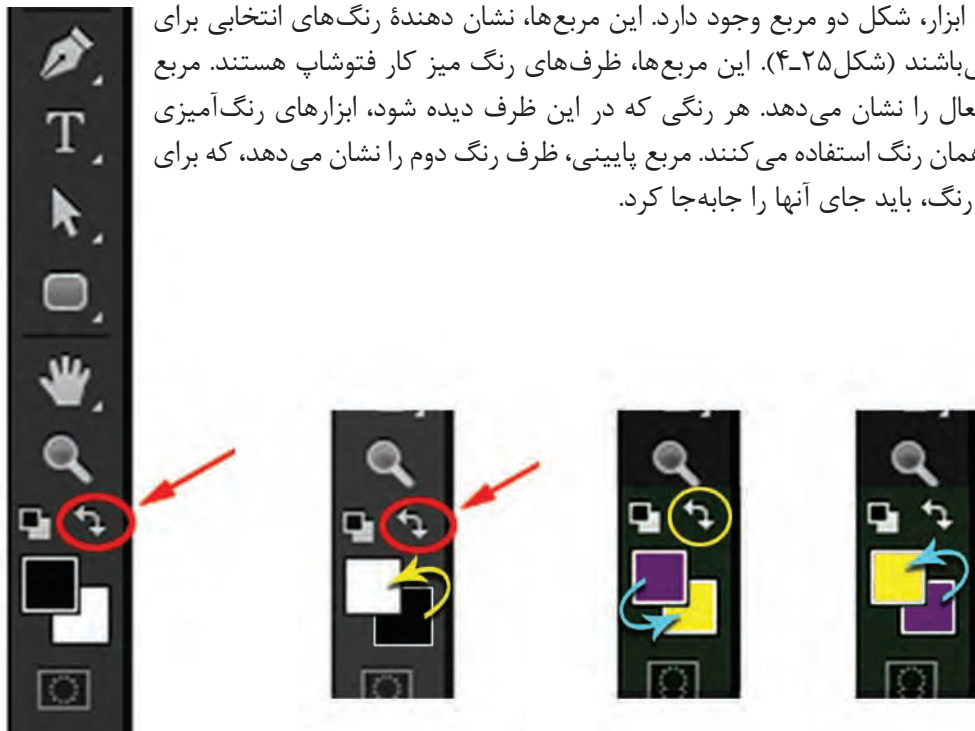 ابزار، شکل دو مربع وجود دارد. این مربع‌ها، نشان دهندهٔ رنگ‌های انتخابی برای
ی‌باشند (شکل۲۵ـ۴). این مربع‌ها، ظرف‌های رنگ میز کار فتوشاپ هستند. مربع
عال را نشان می‌دهد. هر رنگی که در این ظرف دیده شود، ابزارهای رنگ‌آمیزی
همان رنگ استفاده می‌کنند. مربع پایینی، ظرف رنگ دوم را نشان می‌دهد، که برای
رنگ، باید جای آنها را جابه‌جا کرد.
T